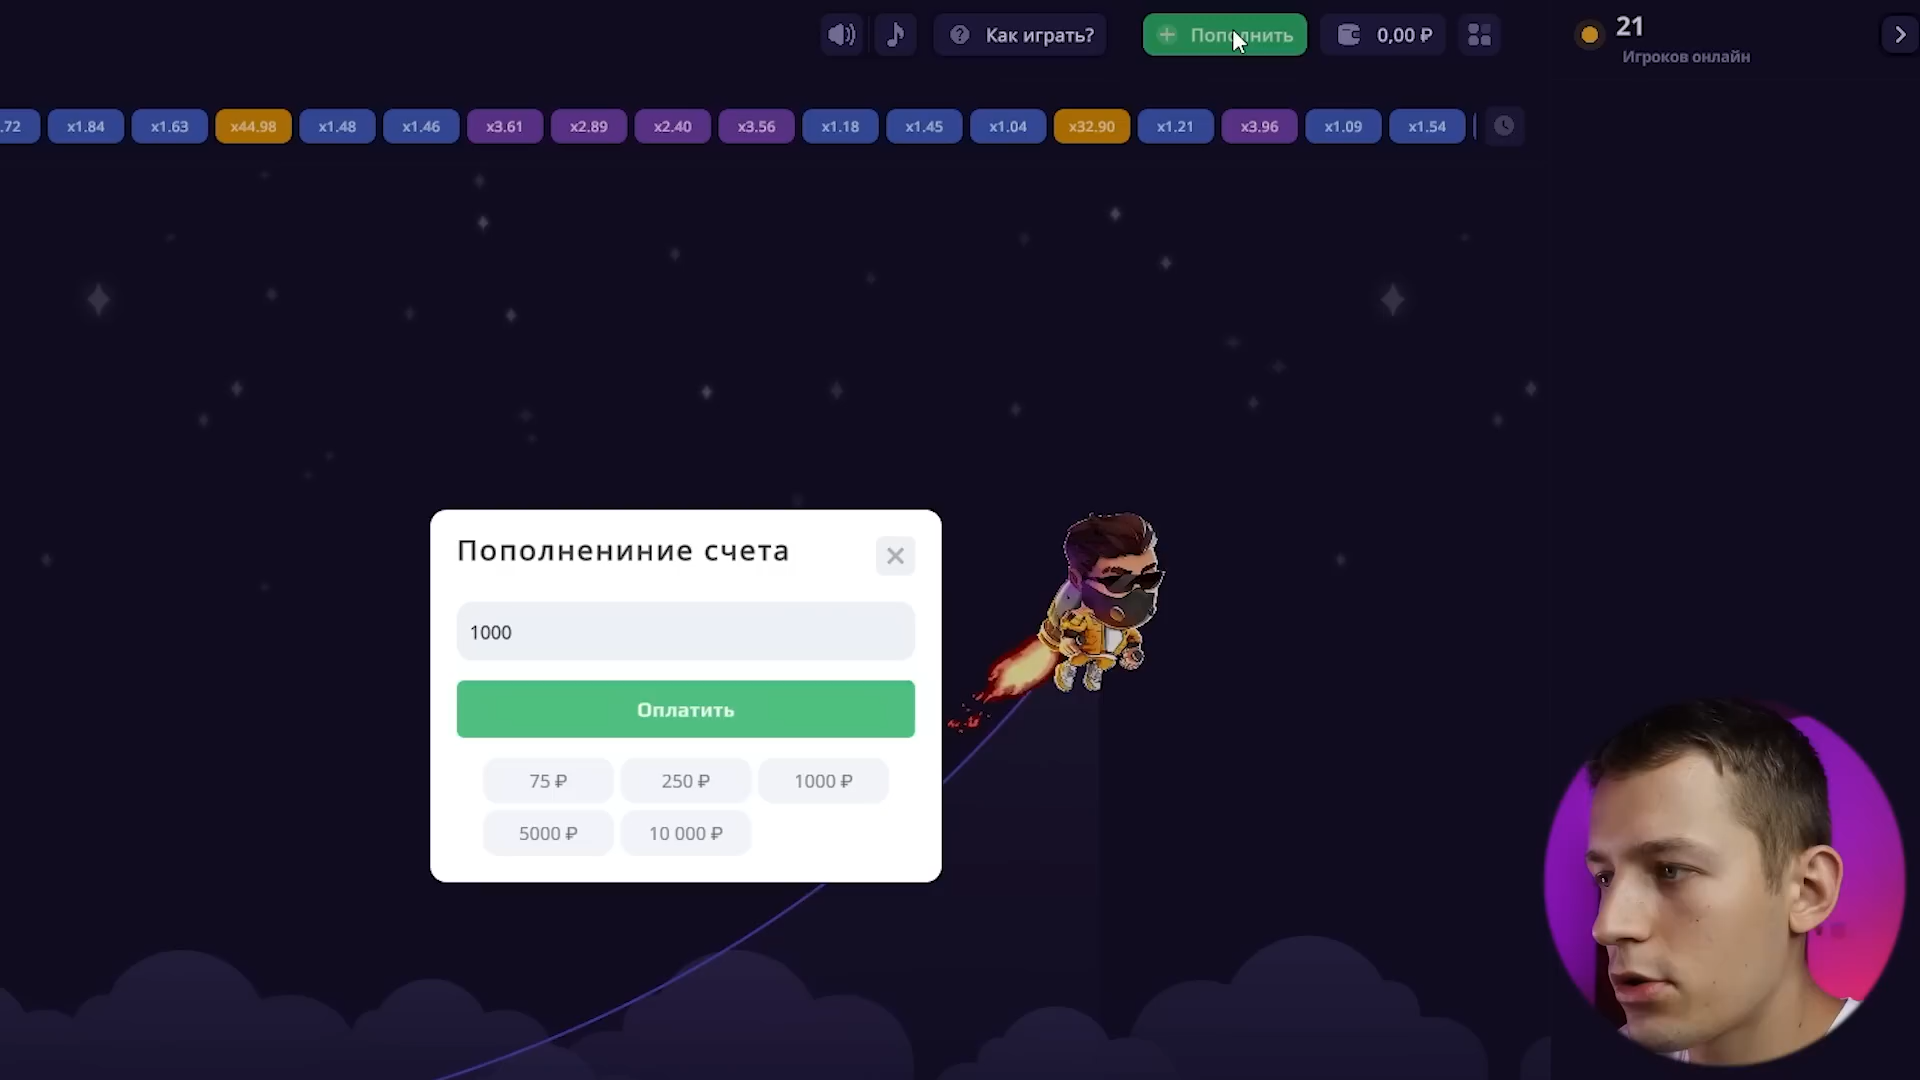 Как играть?
Пополнить
0,00 ₽
21
Игроков онлайн
.72
x1.84
x1.63
x44.98
x1.48
x1.46
x3.61
x2.89
x2.40
x3.56
x1.18
x1.45
x1.04
x32.90
x1.21
x3.96
x1.09
x1.54
Пополнениние счета
1000
Оплатить
75 ₽
250 ₽
1000 ₽
5000 ₽
10 000 ₽